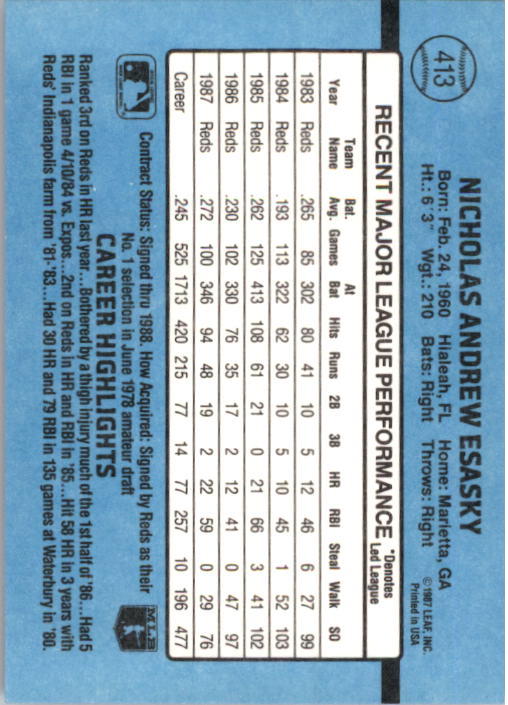 413
NICHOLAS ANDREW ESASKY
Born: Feb. 24, 1960 Hialeah, FL Home: Marietta, GA
Ht.: 6'3" Wgt.: 210 Bats: Right Throws: Right
©1987 LEAF, INC.
Printed in USA
RECENT MAJOR LEAGUE PERFORMANCE *Denotes Led League
Year Team Name Bat. Avg. Games At Bat Hits Runs 2B 3B HR RBI Steal Walk SO
1983 Reds .265 85 302 80 41 10 5 12 46 6 27 99
1984 Reds .193 113 322 62 30 10 5 10 45 1 52 103
1985 Reds .262 125 413 108 61 21 0 21 66 3 41 102
1986 Reds .230 102 330 76 35 17 2 12 41 0 47 97
1987 Reds .272 100 346 94 48 19 2 22 59 0 29 76
Career .245 525 1713 420 215 77 14 77 257 10 196 477
Contract Status: Signed thru 1988. How Acquired: Signed by Reds as their
No. 1 selection in June 1978 amateur draft
MLB
CAREER HIGHLIGHTS
Ranked 3rd on Reds in HR last year...Bothered by a thigh injury much of the 1st half of '86...Had 5
RBI in 1 game 4/10/84 vs. Expos...2nd on Reds in HR and RBI in '85...Hit 58 HR in 3 years with
Reds' Indianapolis farm from '81-'83...Had 30 HR and 79 RBI in 135 games at Waterbury in '80.